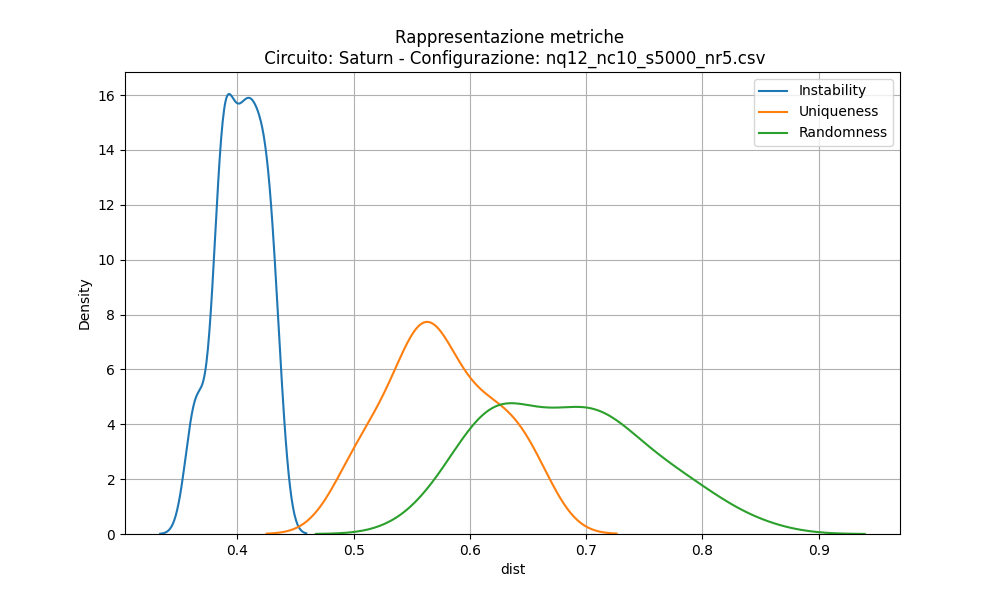 Rappresentazione metriche
Circuito: Saturn - Configurazione: nq12_nc10_s5000_nr5.csv
Instability
Uniqueness
Randomness
Density
16
14
12
10
8
6
4
2
0
0.4 0.5 0.6 0.7 0.8 0.9
dist